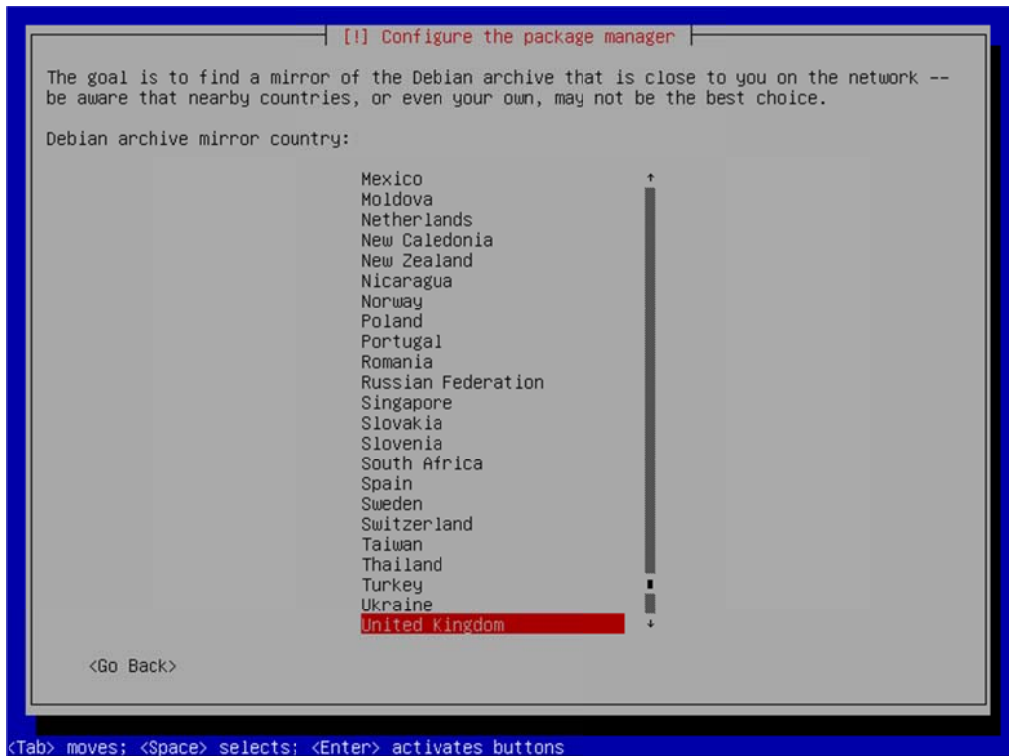 [!] Configure the package manager
The goal is to find a mirror of the Debian archive that is close to you on the network --
be aware that nearby countries, or even your own, may not be the best choice.
Debian archive mirror country:
Mexico
Moldova
Netherlands
New Caledonia
New Zealand
Nicaragua
Norway
Poland
Portugal
Romania
Russian Federation
Singapore
Slovakia
Slovenia
South Africa
Spain
Sweden
Switzerland
Taiwan
Thailand
Turkey
Ukraine
United Kingdom
<Go Back>
<Tab> moves; <Space> selects; <Enter> activates buttons